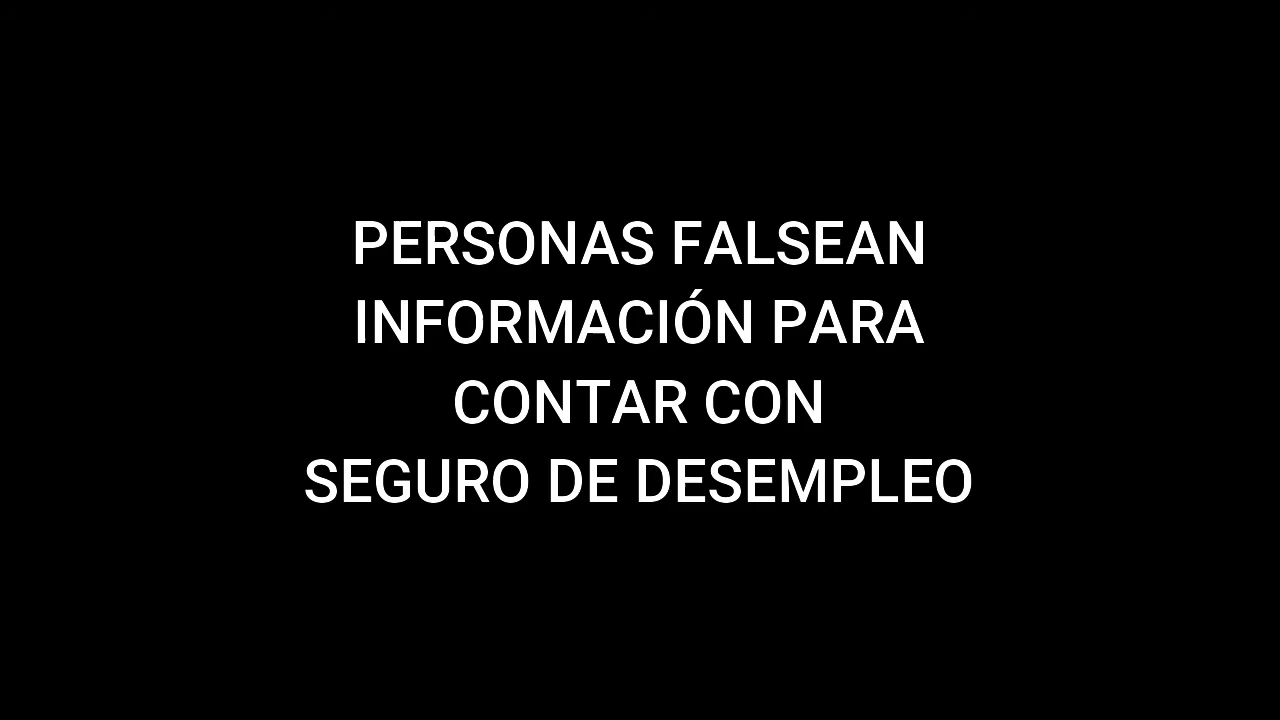 PERSONAS FALSEAN
INFORMACIÓN PARA
CONTAR CON
SEGURO DE DESEMPLEO